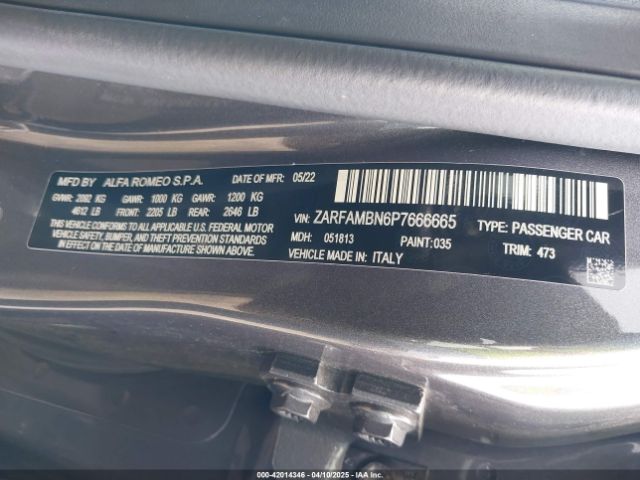 MFD BY ALFA ROMEO S.P.A. DATE OF MFR: 05/22
GVWR: 2092 KG GAWR: 1000 KG GAWR: 1200 KG
4612 LB FRONT: 2205 LB REAR: 2646 LB
THIS VEHICLE CONFORMS TO ALL APPLICABLE U.S. FEDERAL MOTOR
VEHICLE SAFETY, BUMPER, AND THEFT PREVENTION STANDARDS IN
EFFECT ON THE DATE OF MANUFACTURE SHOWN ABOVE.
VIN: ZARFAMBN6P7666665 TYPE: PASSENGER CAR
MDH: 051813 PAINT: 035 TRIM: 473
VEHICLE MADE IN: ITALY
000-42014346 | 04/10/2025 | IAA Inc.